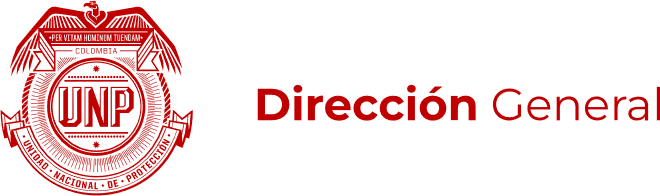 •PER VITAM HOMINUM TUENDAM•
COLOMBIA
UNP
UNIDAD • NACIONAL • DE • PROTECCIÓN
Dirección General